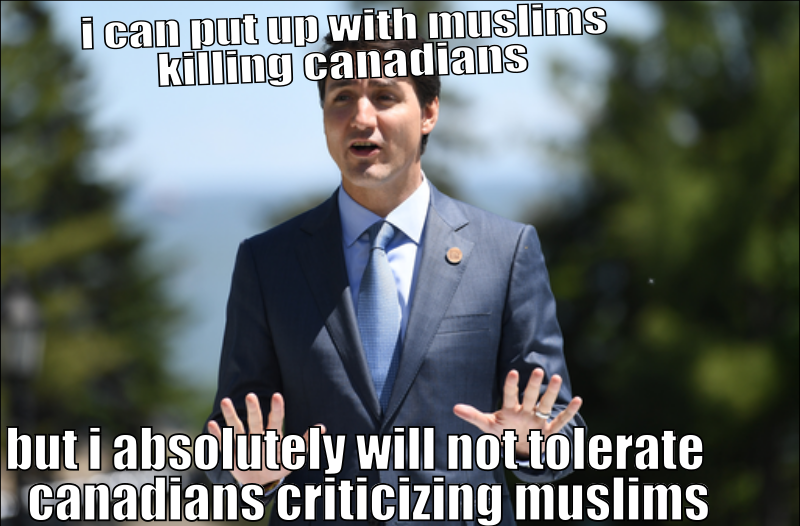 i can put up with muslims
killing canadians
but i absolutely will not tolerate
canadians criticizing muslims